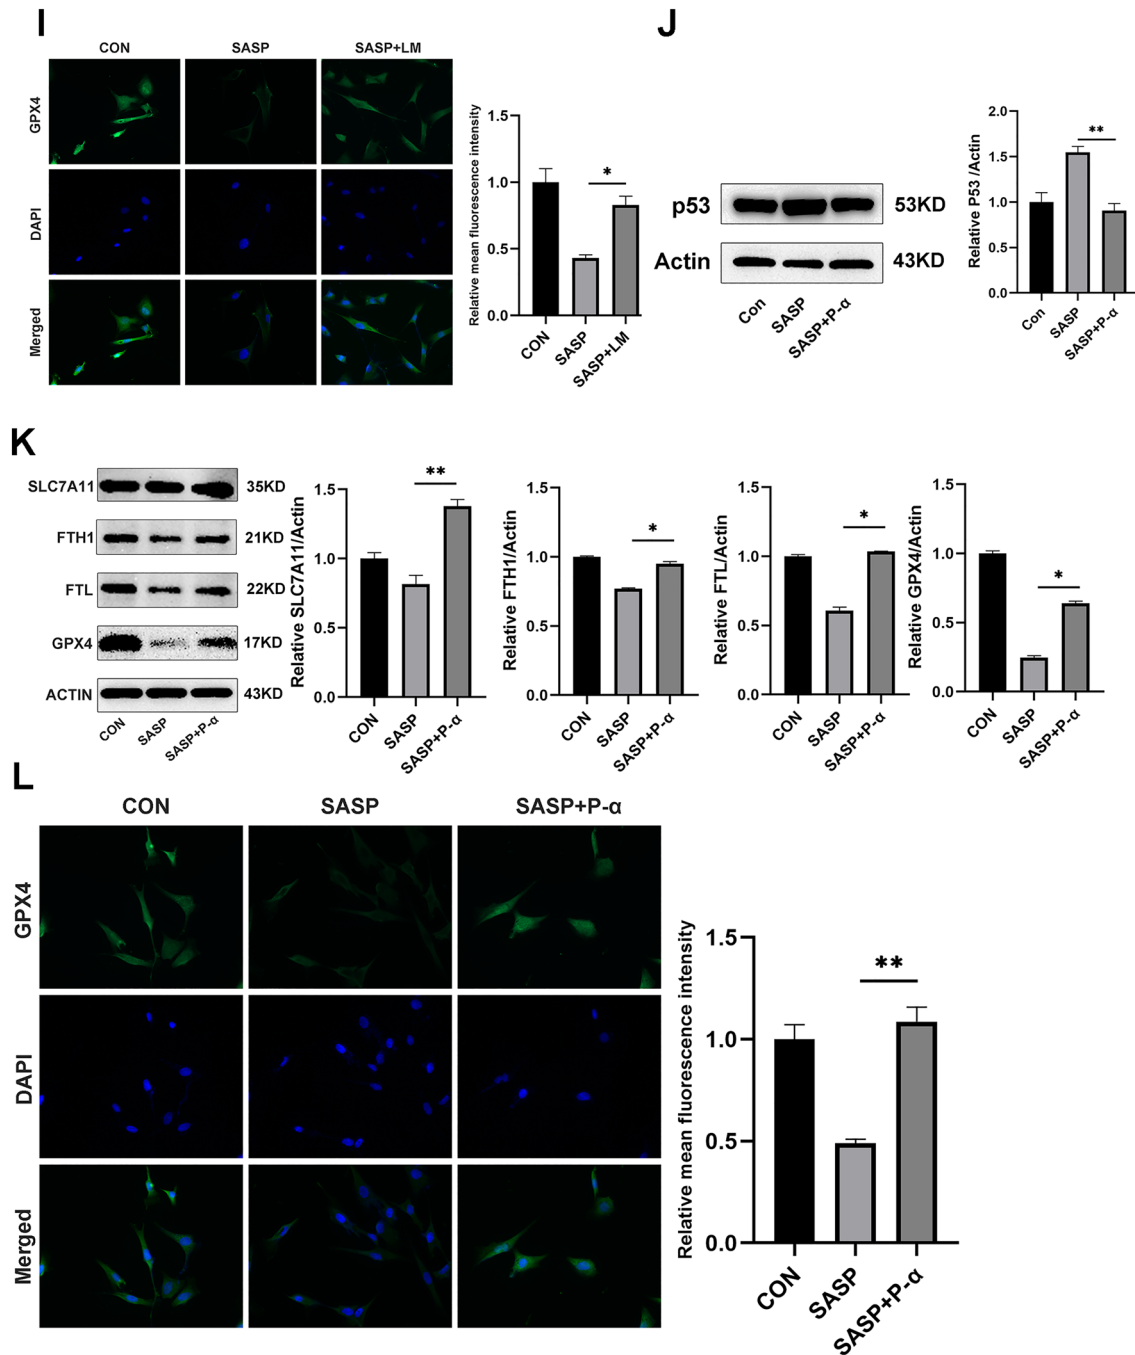 I
CON SASP SASP+LM
GPX4
DAPI
Merged
Relative mean fluorescence intensity
1.5
1.0
0.5
0.0
*
CON SASP SASP+LM
J
p53 53KD
Actin 43KD
Con SASP SASP+P-α
Relative P53 /Actin
2.0
1.5
1.0
0.5
0.0
**
Con SASP SASP+P-α
K
SLC7A11 35KD
FTH1 21KD
FTL 22KD
GPX4 17KD
ACTIN 43KD
CON SASP SASP+P-α
Relative SLC7A11/Actin
1.5
1.0
0.5
0.0
**
CON SASP SASP+P-α
Relative FTH1/Actin
1.5
1.0
0.5
0.0
*
CON SASP SASP+P-α
Relative FTL/Actin
1.5
1.0
0.5
0.0
*
CON SASP SASP+P-α
Relative GPX4/Actin
1.5
1.0
0.5
0.0
*
CON SASP SASP+P-α
L
CON SASP SASP+P-α
GPX4
DAPI
Merged
Relative mean fluorescence intensity
1.5
1.0
0.5
0.0
**
CON SASP SASP+P-α